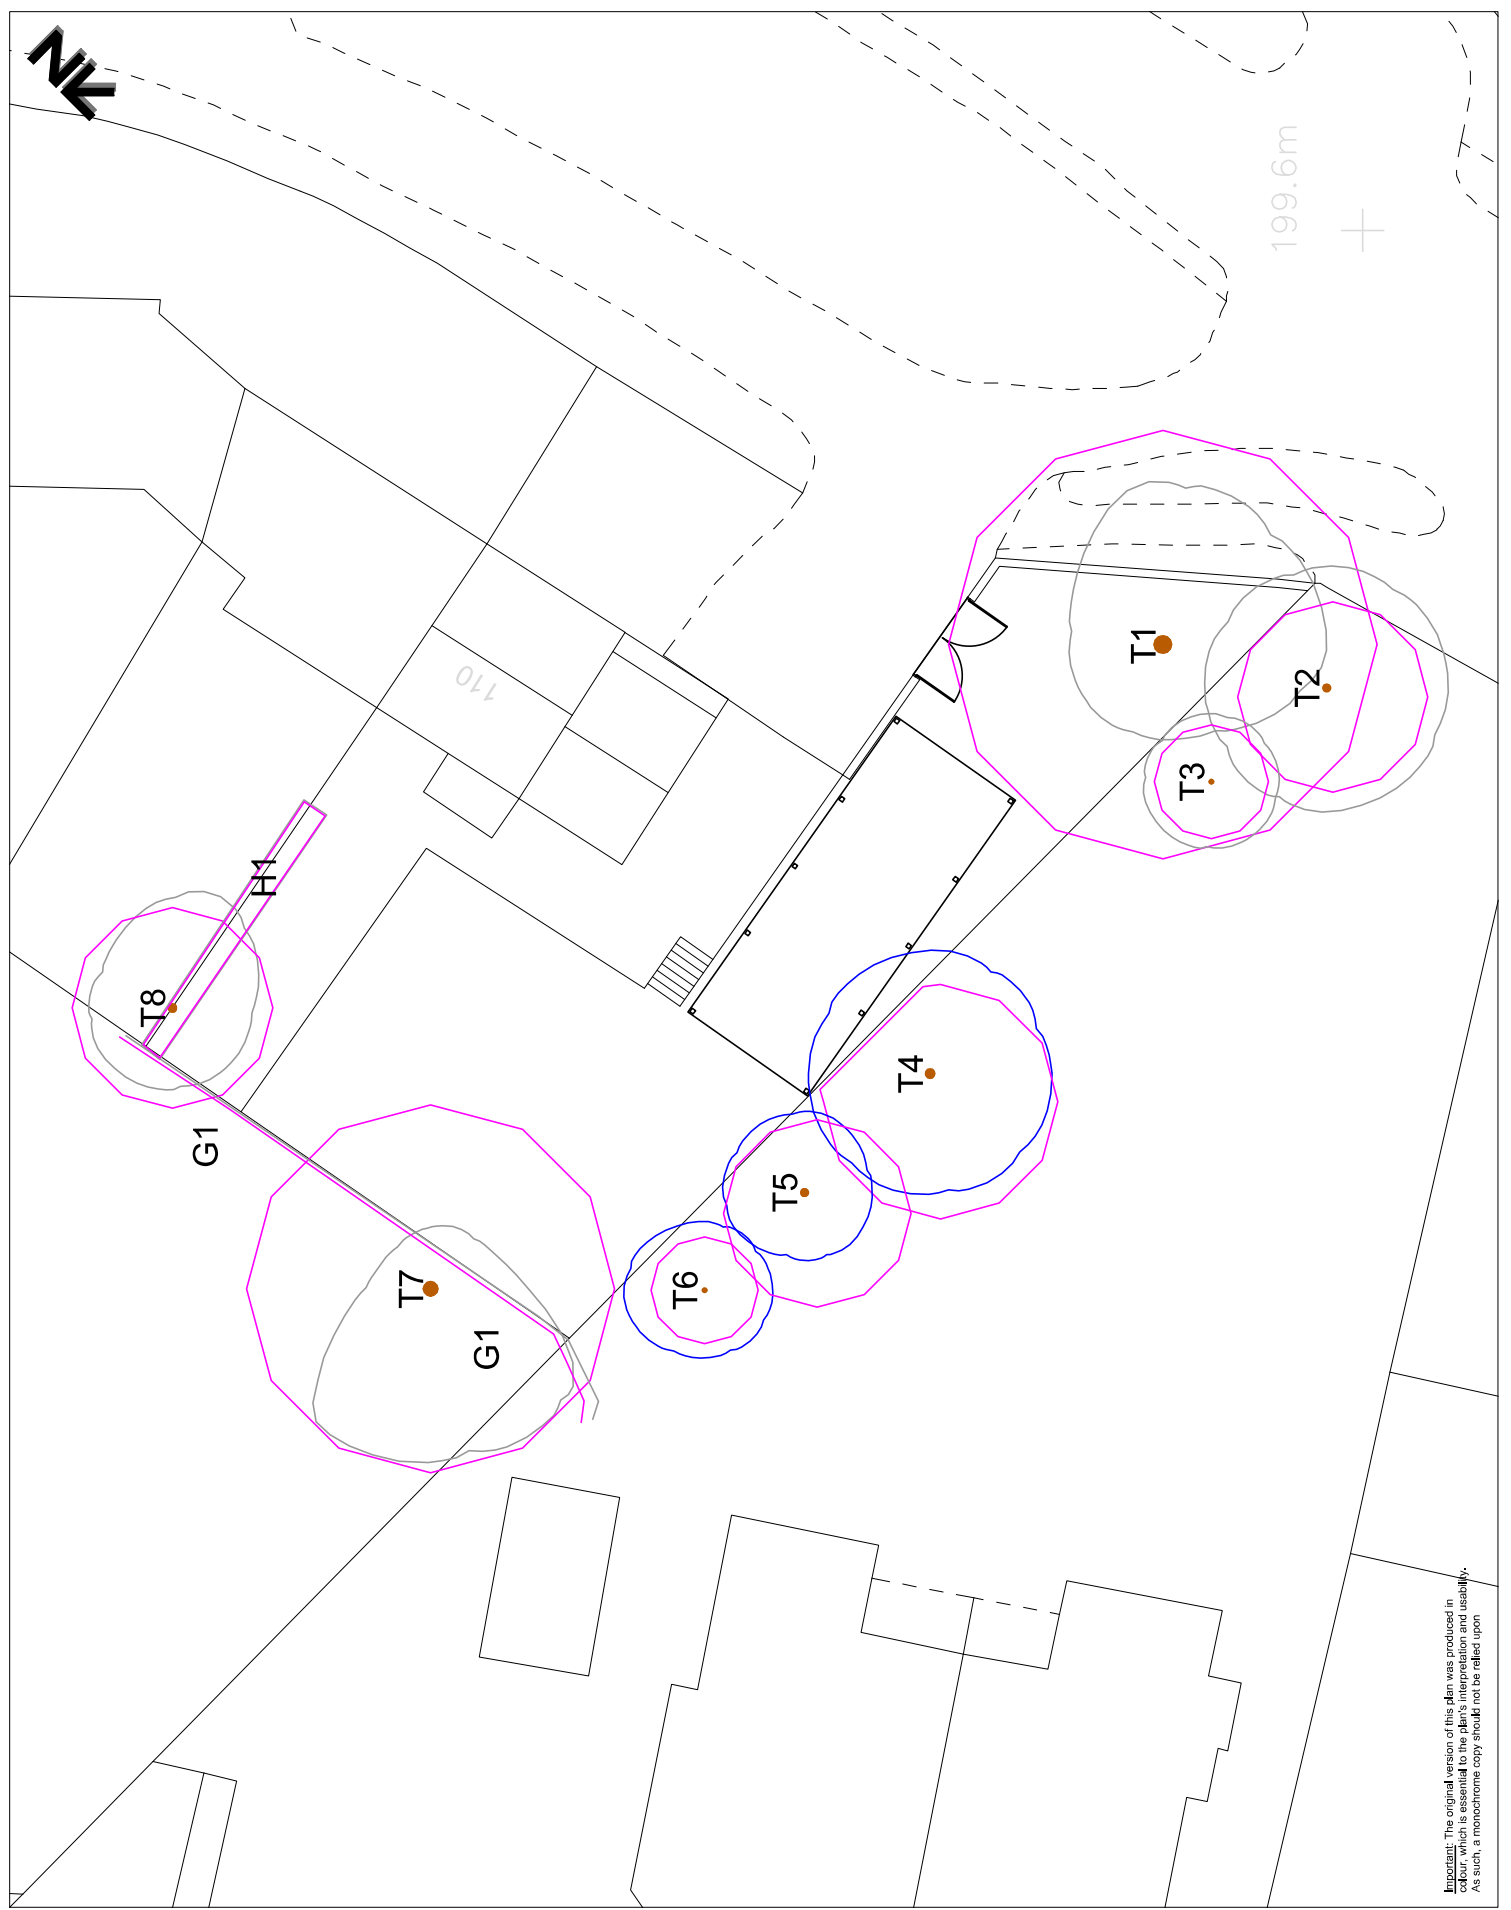 N
199.6m
110
T1
T2
T3
H1
T8
T4
G1
T5
T7
T6
G1
Important: The original version of this plan was produced in
colour, which is essential to the plan's interpretation and usability.
As such, a monochrome copy should not be relied upon